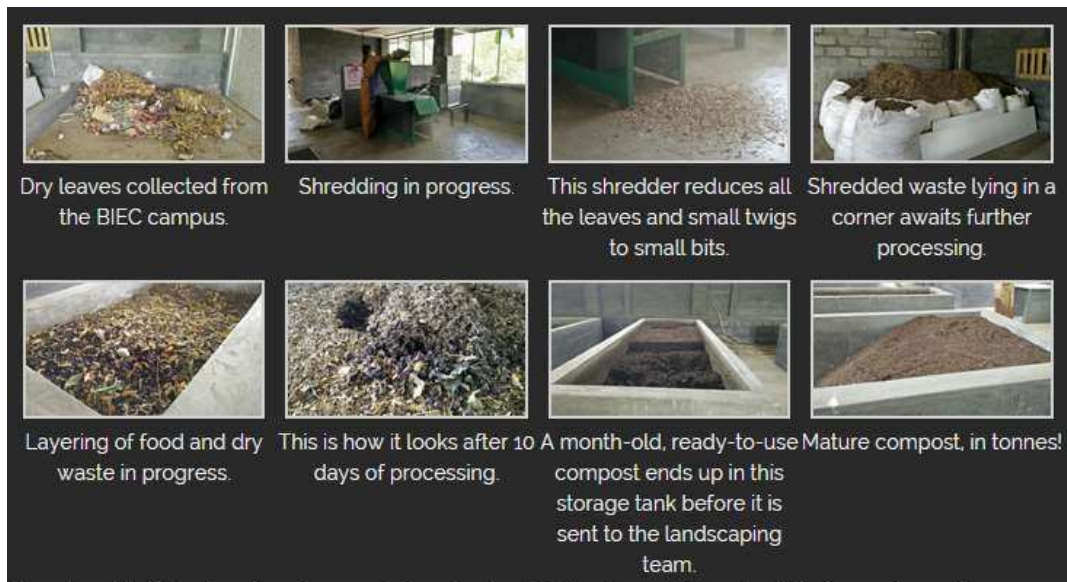 Dry leaves collected from
the BIEC campus.
Shredding in progress.
This shredder reduces all
the leaves and small twigs
to small bits.
Shredded waste lying in a
corner awaits further
processing.
Layering of food and dry
waste in progress.
This is how it looks after 10
days of processing.
A month-old, ready-to-use
compost ends up in this
storage tank before it is
sent to the landscaping
team.
Mature compost, in tonnes!